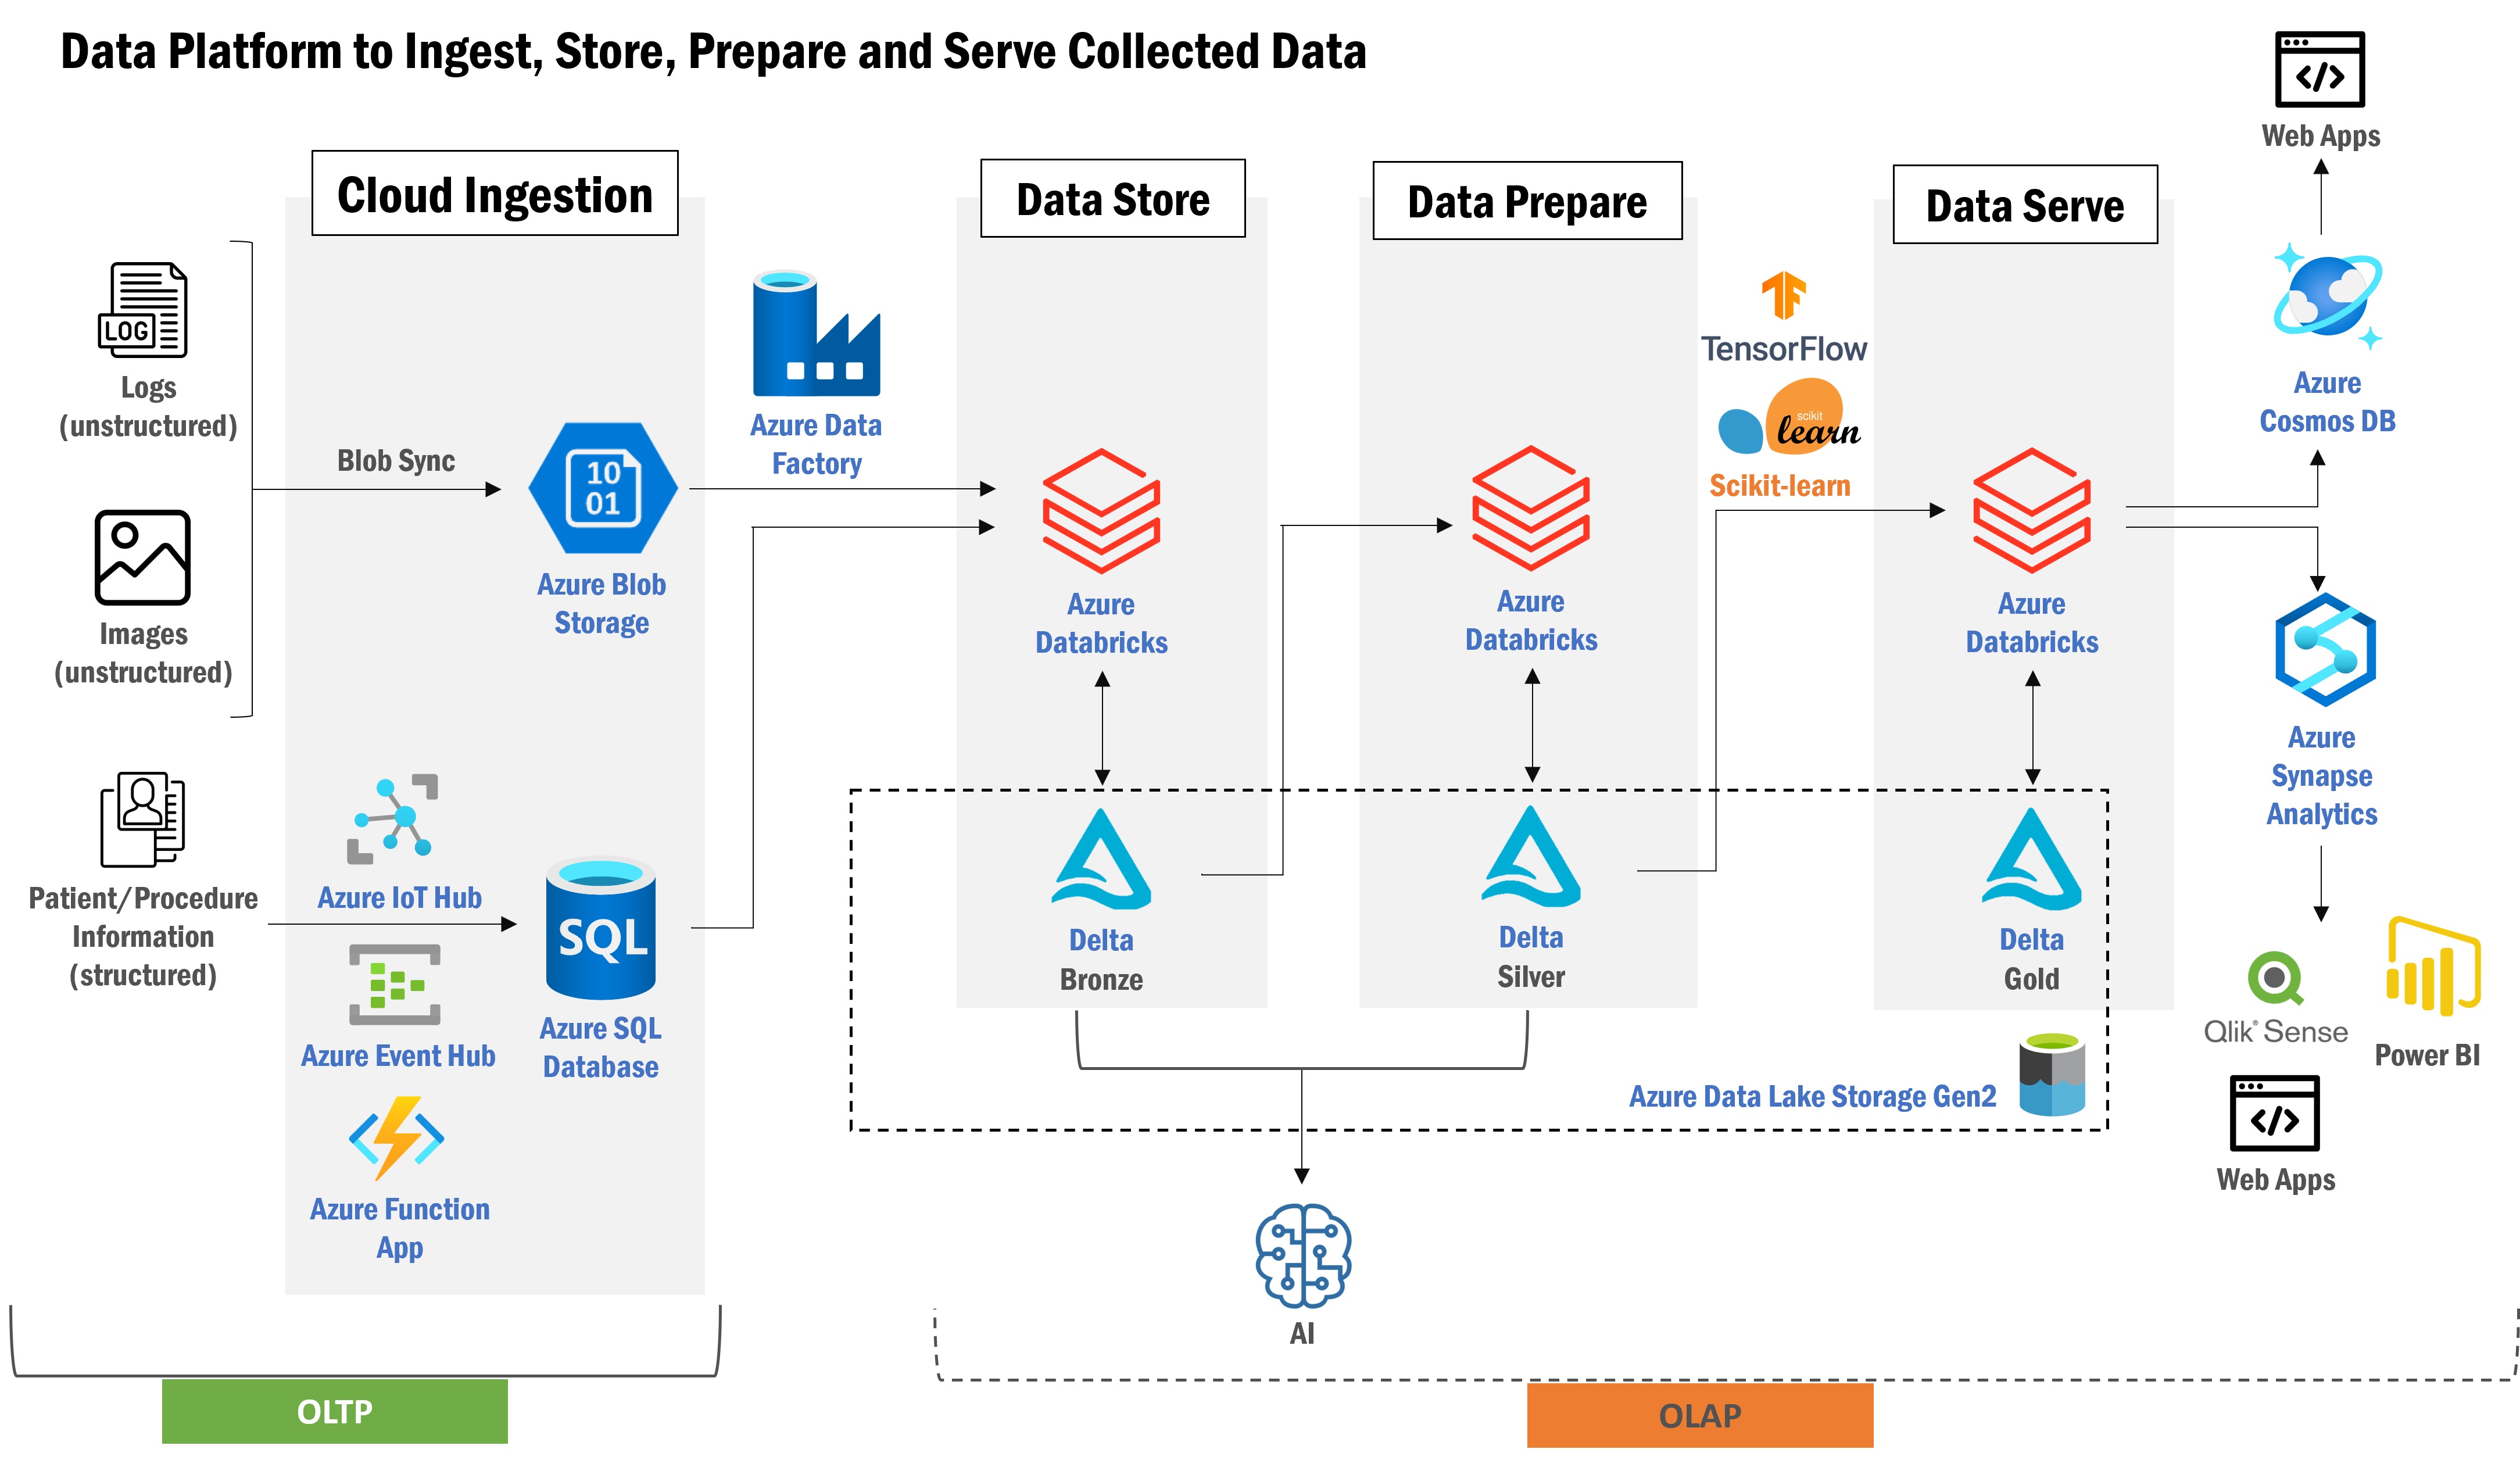 Data Platform to Ingest, Store, Prepare and Serve Collected Data
Cloud Ingestion
Data Store
Data Prepare
Data Serve
Web Apps
LOG
Logs
(unstructured)
Images
(unstructured)
Patient/Procedure
Information
(structured)
Blob Sync
10
01
Azure Blob
Storage
Azure IoT Hub
Azure Event Hub
Azure Function
App
SQL
Azure SQL
Database
Azure Data
Factory
Azure
Databricks
Delta
Bronze
Azure
Databricks
Delta
Silver
TensorFlow
scikit
learn
Scikit-learn
Azure
Databricks
Delta
Gold
Azure Data Lake Storage Gen2
Azure
Cosmos DB
Azure
Synapse
Analytics
Qlik® Sense
Power BI
Web Apps
AI
OLTP
OLAP